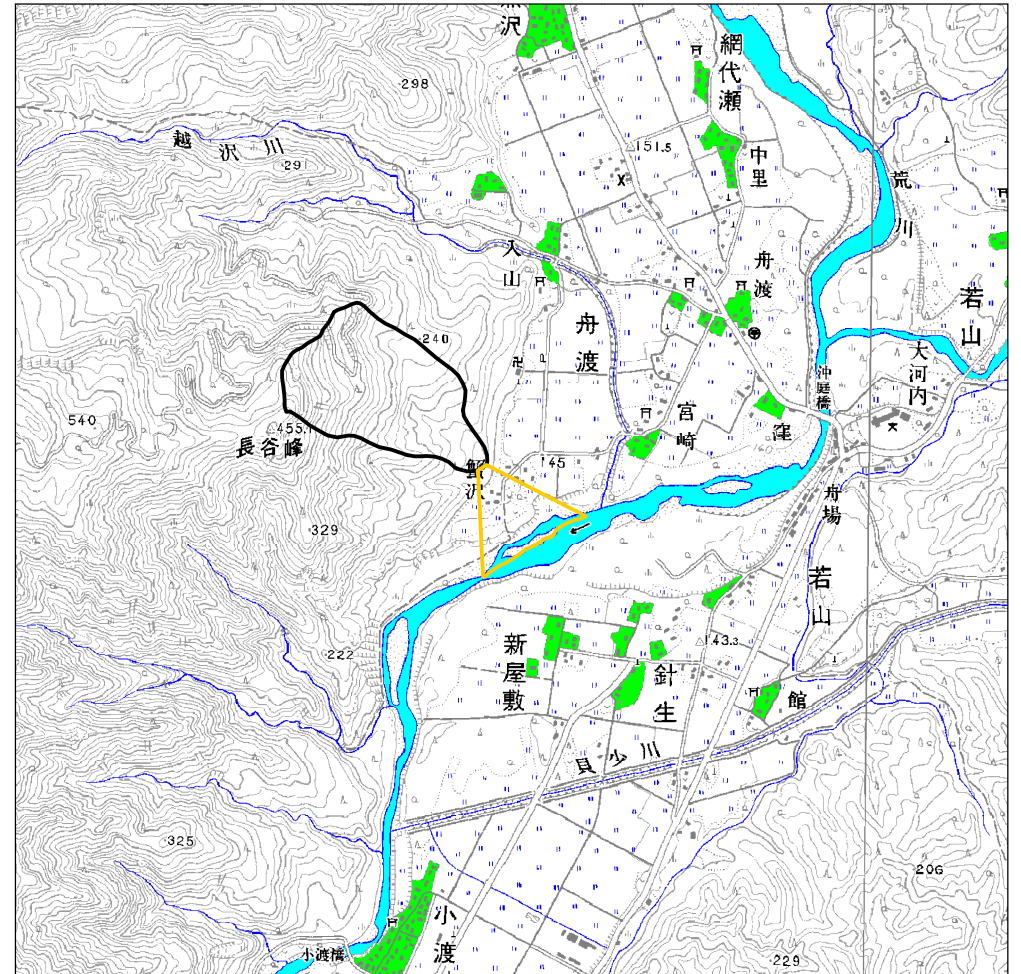 沢
網代瀬
298
越沢川
291
151.5
中里
荒川
入山
舟渡
舟渡
若山
大河内
240
沖庭橋
宮崎
窪
540
455.
長谷峰
145
蟹沢
舟場
329
若山
222
新屋敷
143.3
針生
館
貝少川
325
206
小渡
小渡橋
229